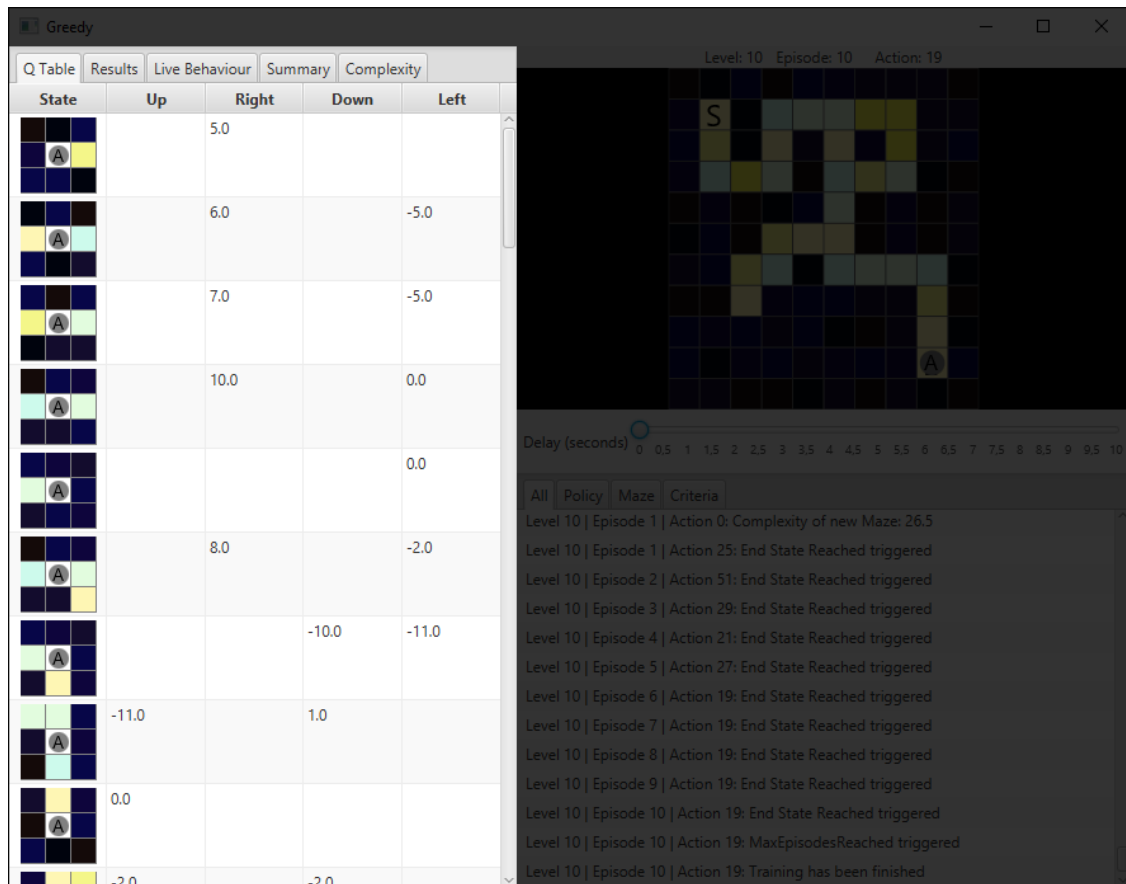 Greedy
Q Table Results Live Behaviour Summary Complexity
State Up Right Down Left
A 5.0
A 6.0 -5.0
A 7.0 -5.0
A 10.0 0.0
A 0.0
A 8.0 -2.0
A -10.0 -11.0
A -11.0 1.0
A 0.0
-2.0 -2.0
Level: 10 Episode: 10 Action: 19
S
A
Delay (seconds)
0 0,5 1 1,5 2 2,5 3 3,5 4 4,5 5 5,5 6 6,5 7 7,5 8 8,5 9 9,5 10
All Policy Maze Criteria
Level 10 | Episode 1 | Action 0: Complexity of new Maze: 26.5
Level 10 | Episode 1 | Action 25: End State Reached triggered
Level 10 | Episode 2 | Action 51: End State Reached triggered
Level 10 | Episode 3 | Action 29: End State Reached triggered
Level 10 | Episode 4 | Action 21: End State Reached triggered
Level 10 | Episode 5 | Action 27: End State Reached triggered
Level 10 | Episode 6 | Action 19: End State Reached triggered
Level 10 | Episode 7 | Action 19: End State Reached triggered
Level 10 | Episode 8 | Action 19: End State Reached triggered
Level 10 | Episode 9 | Action 19: End State Reached triggered
Level 10 | Episode 10 | Action 19: End State Reached triggered
Level 10 | Episode 10 | Action 19: MaxEpisodesReached triggered
Level 10 | Episode 10 | Action 19: Training has been finished